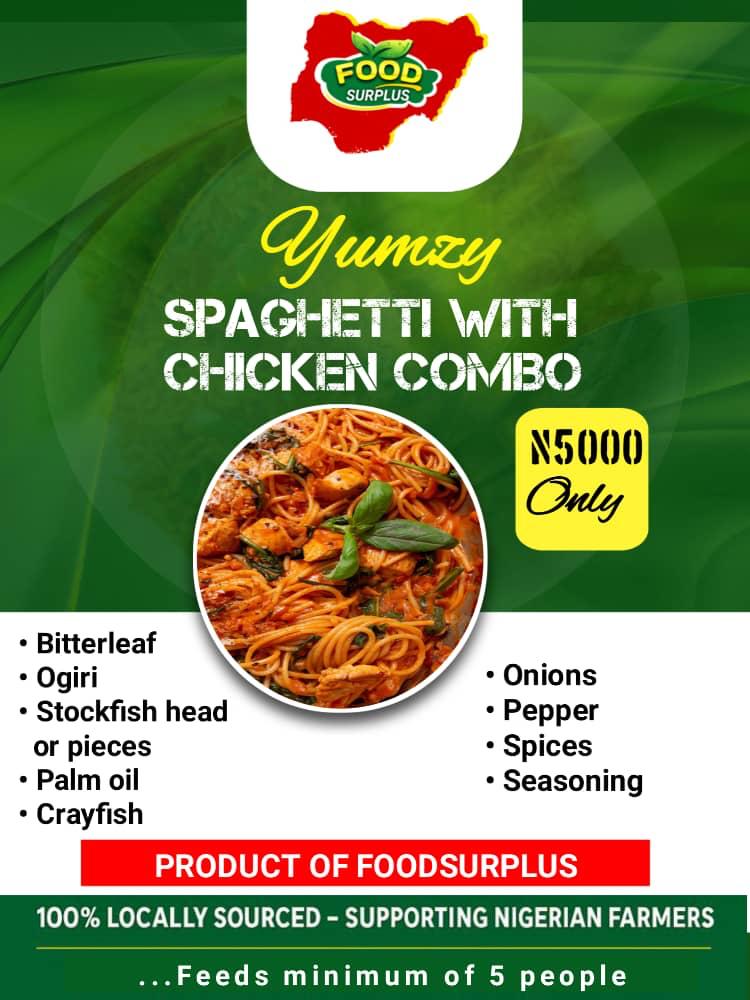 FOOD
SURPLUS
Yumzy
SPAGHETTI WITH
CHICKEN COMBO
N5000
Only
• Bitterleaf
• Ogiri
• Stockfish head
or pieces
• Palm oil
• Crayfish
• Onions
• Pepper
• Spices
• Seasoning
PRODUCT OF FOODSURPLUS
100% LOCALLY SOURCED – SUPPORTING NIGERIAN FARMERS
...Feeds minimum of 5 people